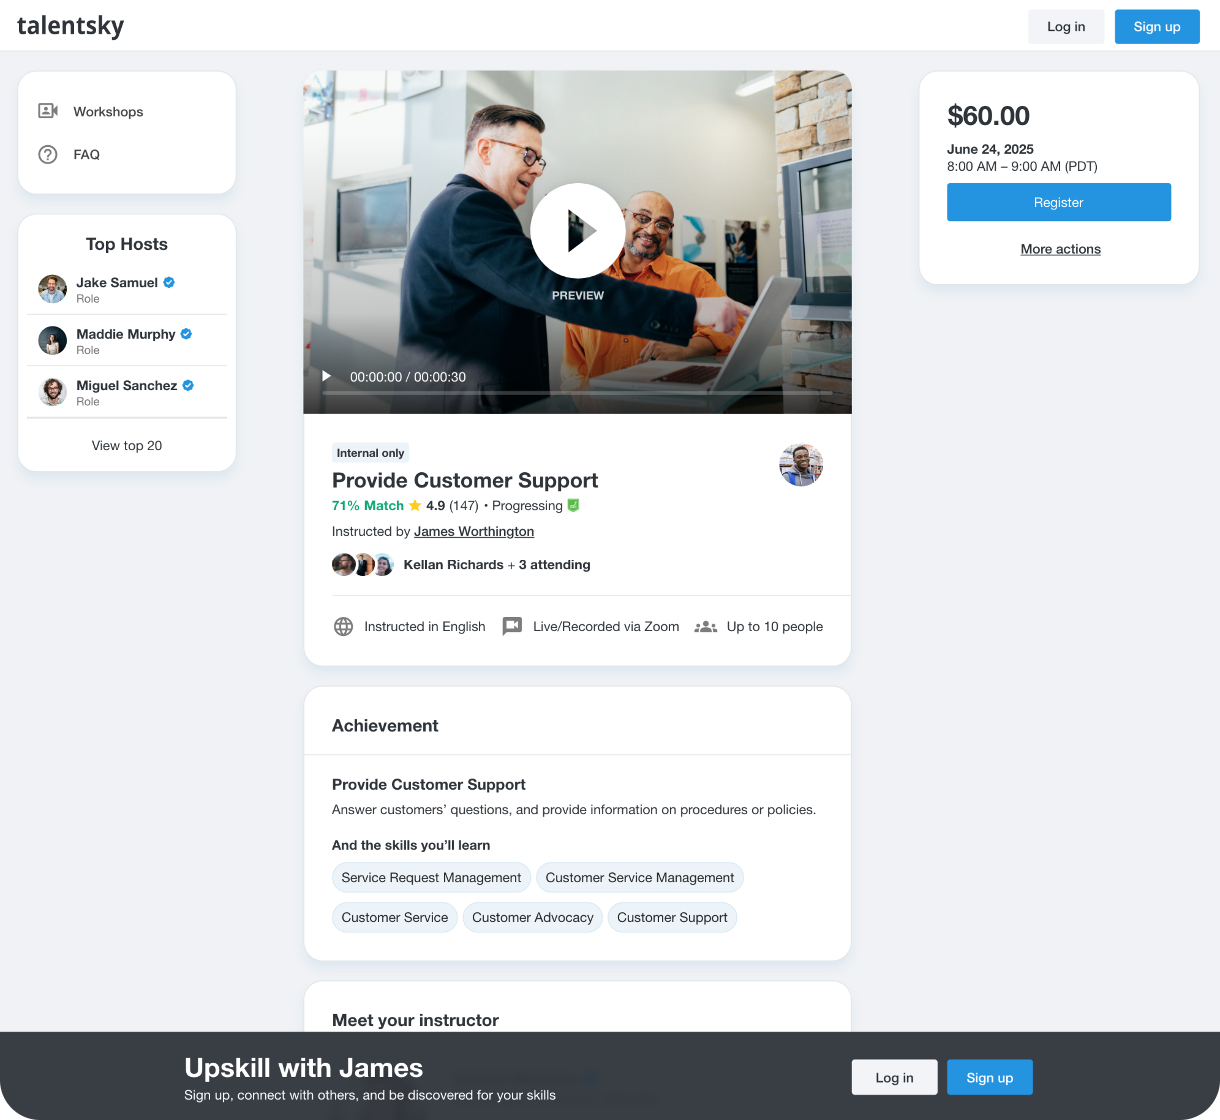 talentsky
Log in
Sign up
Workshops
FAQ
Top Hosts
Jake Samuel
Role
Maddie Murphy
Role
Miguel Sanchez
Role
View top 20
PREVIEW
00:00:00 / 00:00:30
Internal only
Provide Customer Support
71% Match 4.9 (147) • Progressing
Instructed by James Worthington
Kellan Richards + 3 attending
Instructed in English
Live/Recorded via Zoom
Up to 10 people
Achievement
Provide Customer Support
Answer customers’ questions, and provide information on procedures or policies.
And the skills you’ll learn
Service Request Management
Customer Service Management
Customer Service
Customer Advocacy
Customer Support
Meet your instructor
$60.00
June 24, 2025
8:00 AM – 9:00 AM (PDT)
Register
More actions
Upskill with James
Sign up, connect with others, and be discovered for your skills
Log in
Sign up